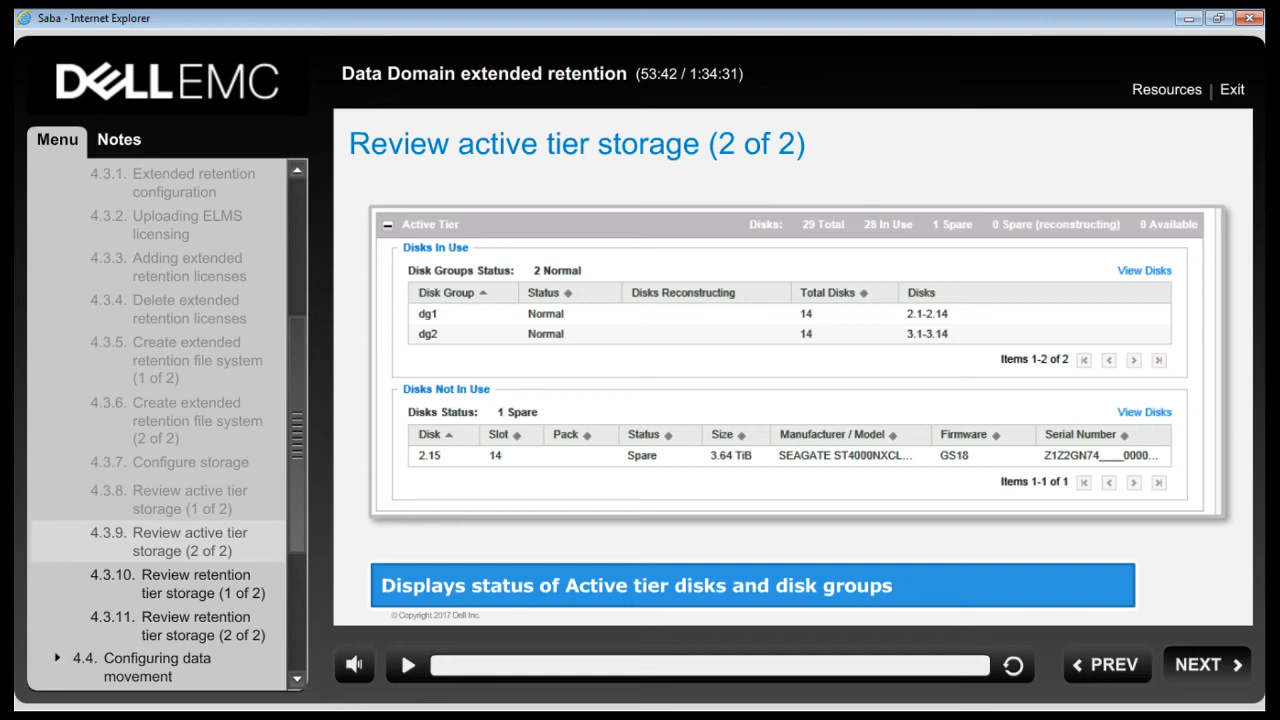 Saba - Internet Explorer
DELLEMC
Data Domain extended retention (53:42 / 1:34:31)
Resources | Exit
Menu Notes
4.3.1. Extended retention
configuration
4.3.2. Uploading ELMS
licensing
4.3.3. Adding extended
retention licenses
4.3.4. Delete extended
retention licenses
4.3.5. Create extended
retention file system
(1 of 2)
4.3.6. Create extended
retention file system
(2 of 2)
4.3.7. Configure storage
4.3.8. Review active tier
storage (1 of 2)
4.3.9. Review active tier
storage (2 of 2)
4.3.10. Review retention
tier storage (1 of 2)
4.3.11. Review retention
tier storage (2 of 2)
4.4. Configuring data
movement
Review active tier storage (2 of 2)
Active Tier Disks: 29 Total 28 In Use 1 Spare 0 Spare (reconstructing) 0 Available
Disks In Use
Disk Groups Status: 2 Normal View Disks
Disk Group Status Disks Reconstructing Total Disks Disks
dg1 Normal 14 2.1-2.14
dg2 Normal 14 3.1-3.14
Items 1-2 of 2
Disks Not In Use
Disks Status: 1 Spare View Disks
Disk Slot Pack Status Size Manufacturer / Model Firmware Serial Number
2.15 14 Spare 3.64 TiB SEAGATE ST4000NXCL... GS18 Z1Z2GN74____0000...
Items 1-1 of 1
Displays status of Active tier disks and disk groups
© Copyright 2017 Dell Inc.
PREV NEXT